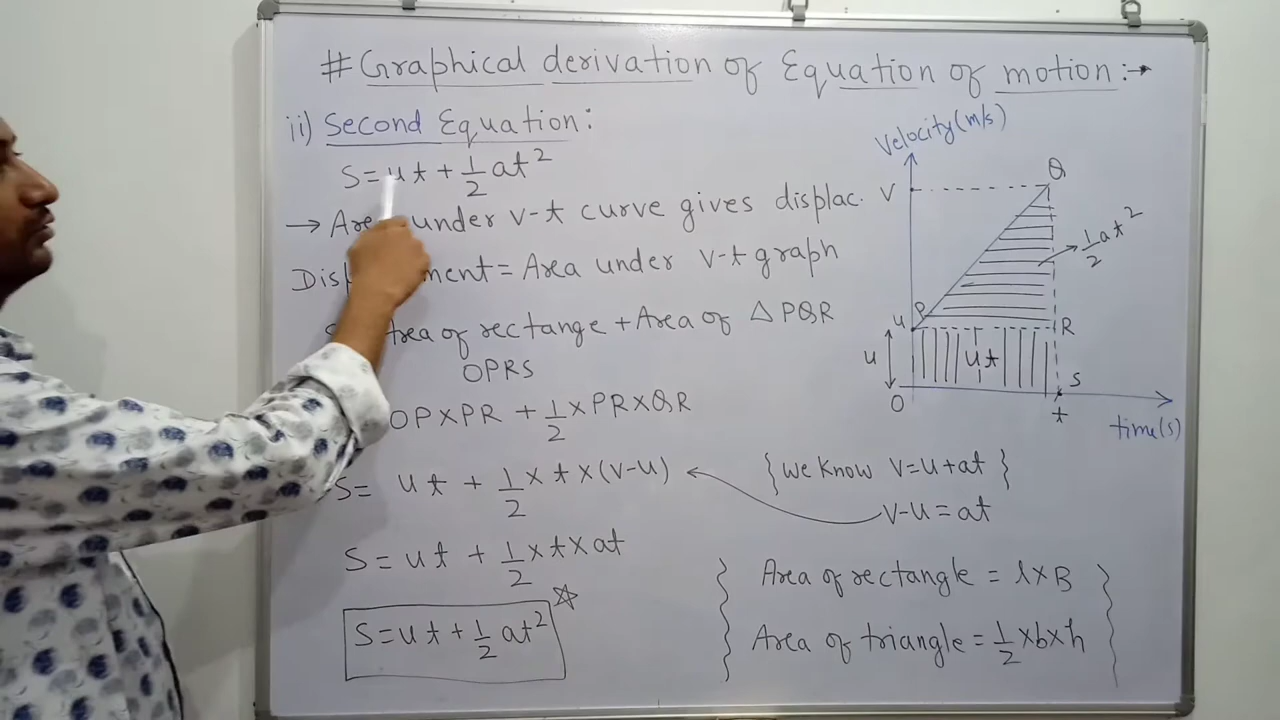 # Graphical derivation of Equation of motion :→
ii) Second Equation:
S = ut + 1/2 at²
→ Area under v-t curve gives displac.
= Area under v-t graph
Area of rectange + Area of △PQR
OPRS
OP×PR + 1/2 × PR×QR
S = ut + 1/2 × t × (v-u)
{We know v=u+at}
v-u = at
S = ut + 1/2 × t × at
S = ut + 1/2 at²
Area of rectangle = l×B
Area of triangle = 1/2 ×b×h
Velocity (m/s)
V
Q
1/2 at²
u
P
R
u
ut
O
S
t
time(s)